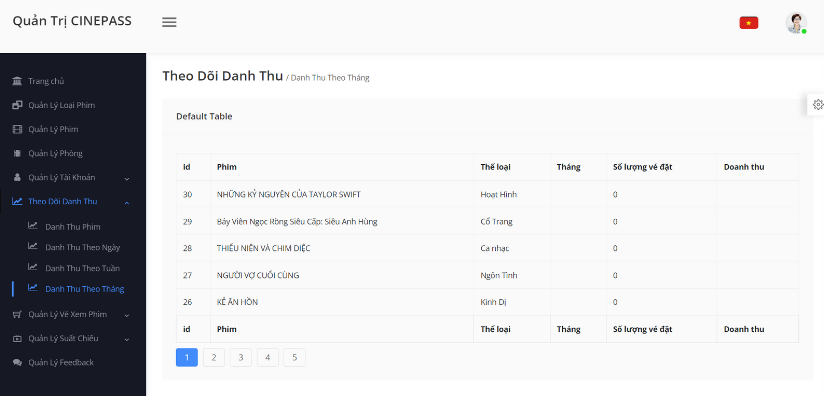 Quản Trị CINEPASS
Trang chủ
Quản Lý Loại Phim
Quản Lý Phim
Quản Lý Phòng
Quản Lý Tài Khoản
Theo Dõi Danh Thu
Danh Thu Phim
Danh Thu Theo Ngày
Danh Thu Theo Tuần
Danh Thu Theo Tháng
Quản Lý Vé Xem Phim
Quản Lý Suất Chiếu
Quản Lý Feedback
Theo Dõi Danh Thu / Danh Thu Theo Tháng
Default Table
id Phim Thể loại Tháng Số lượng vé đặt Doanh thu
30 NHỮNG KỶ NGUYÊN CỦA TAYLOR SWIFT Hoạt Hình 0
29 Bảy Viên Ngọc Rồng Siêu Cấp: Siêu Anh Hùng Cổ Trang 0
28 THIẾU NIÊN VÀ CHIM DIỆC Ca nhạc 0
27 NGƯỜI VỢ CUỐI CÙNG Ngôn Tình 0
26 KẺ ĂN HỒN Kinh Dị 0
id Phim Thể loại Tháng Số lượng vé đặt Doanh thu
1 2 3 4 5